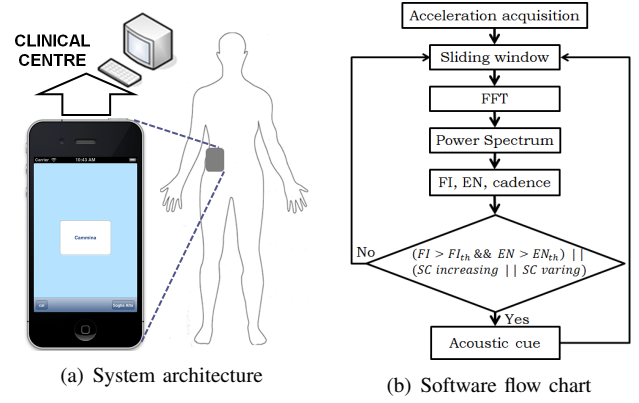 CLINICAL
CENTRE
Carrier
10:43 AM
Cammina
(a) System architecture
Acceleration acquisition
Sliding window
FFT
Power Spectrum
FI, EN, cadence
No
(FI > FI_th && EN > EN_th) ||
(SC increasing || SC varing)
Yes
Acoustic cue
(b) Software flow chart